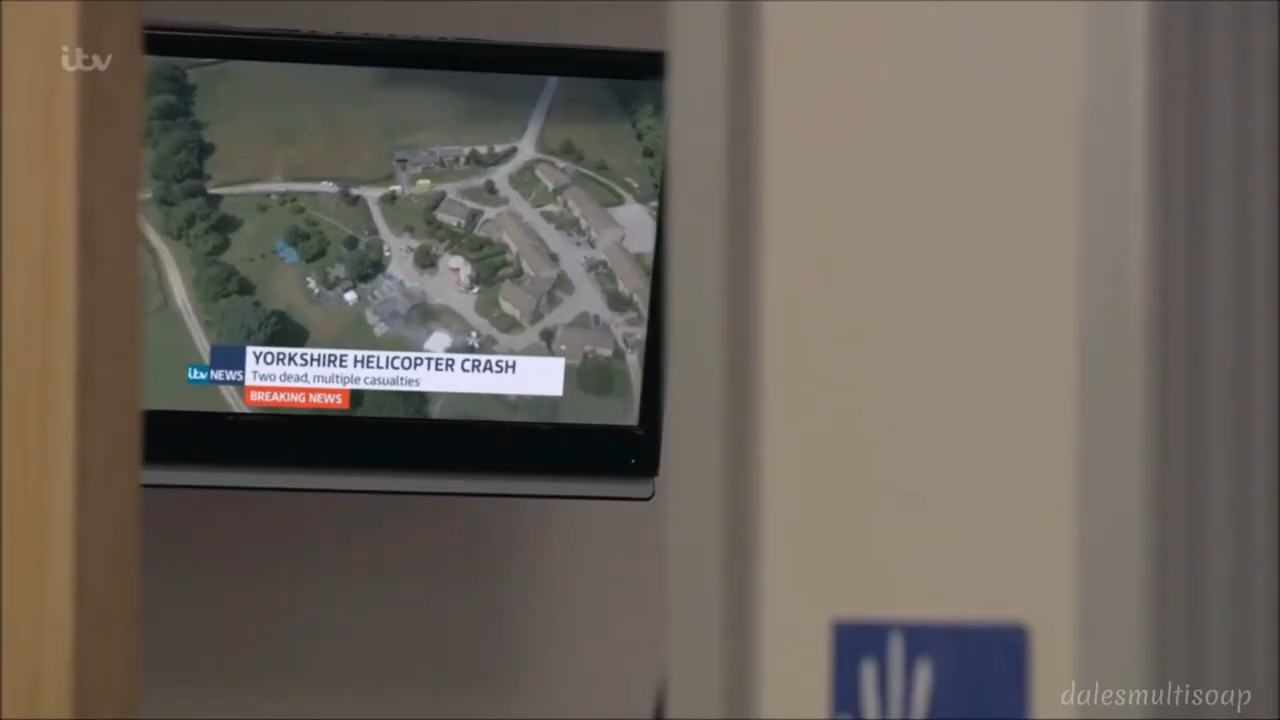 itv
YORKSHIRE HELICOPTER CRASH
Two dead, multiple casualties
itv NEWS
BREAKING NEWS
dalesmultisoap